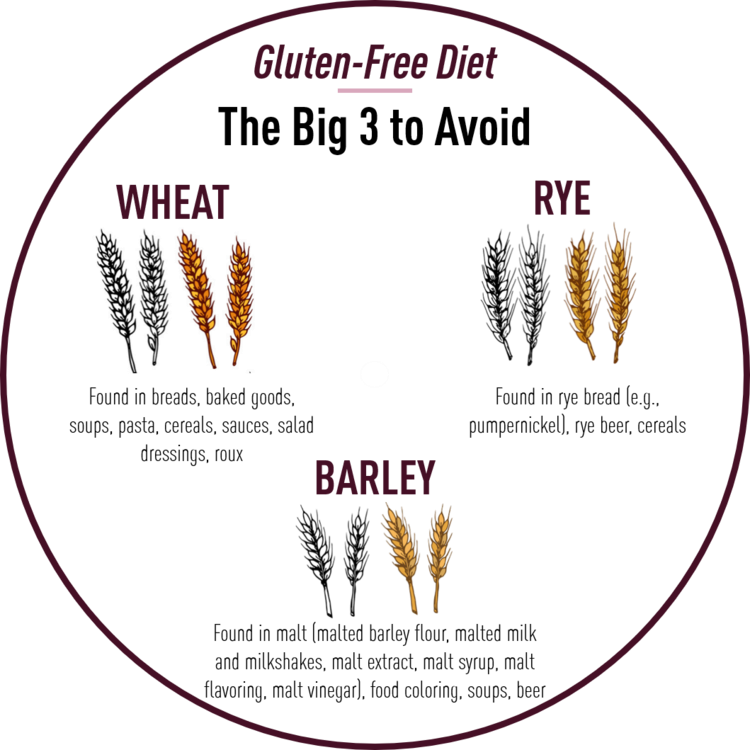 Gluten-Free Diet
The Big 3 to Avoid
WHEAT
Found in breads, baked goods,
soups, pasta, cereals, sauces, salad
dressings, roux
RYE
Found in rye bread (e.g.,
pumpernickel), rye beer, cereals
BARLEY
Found in malt (malted barley flour, malted milk
and milkshakes, malt extract, malt syrup, malt
flavoring, malt vinegar), food coloring, soups, beer